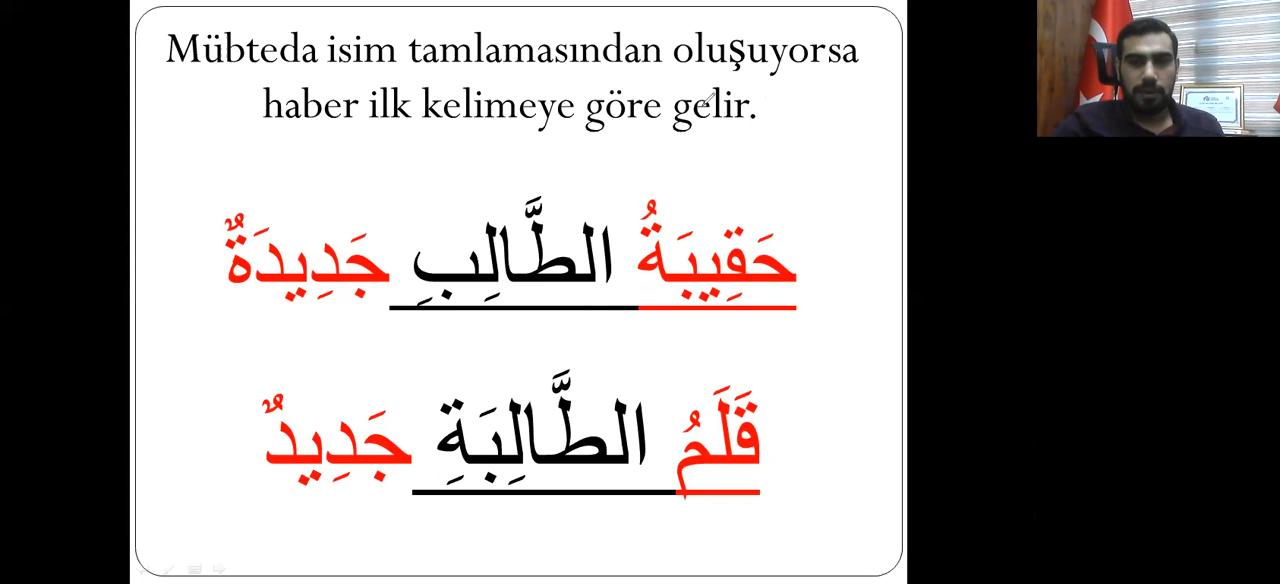 Mübteda isim tamlamasından oluşuyorsa
haber ilk kelimeye göre gelir.
حَقِيبَةُ الطَّالِبِ جَدِيدَةٌ
قَلَمُ الطَّالِبَةِ جَدِيدٌ